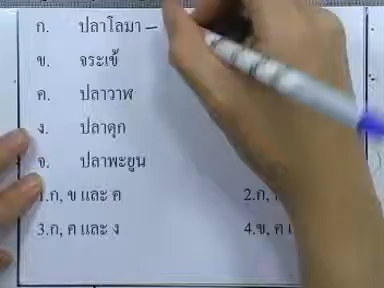 ก. ปลาโลมา –
ข. จระเข้
ค. ปลาวาฬ
ง. ปลาดุก
จ. ปลาพะยูน
1.ก, ข และ ค 2.ก,
3.ก, ค และ ง 4.ข, ค